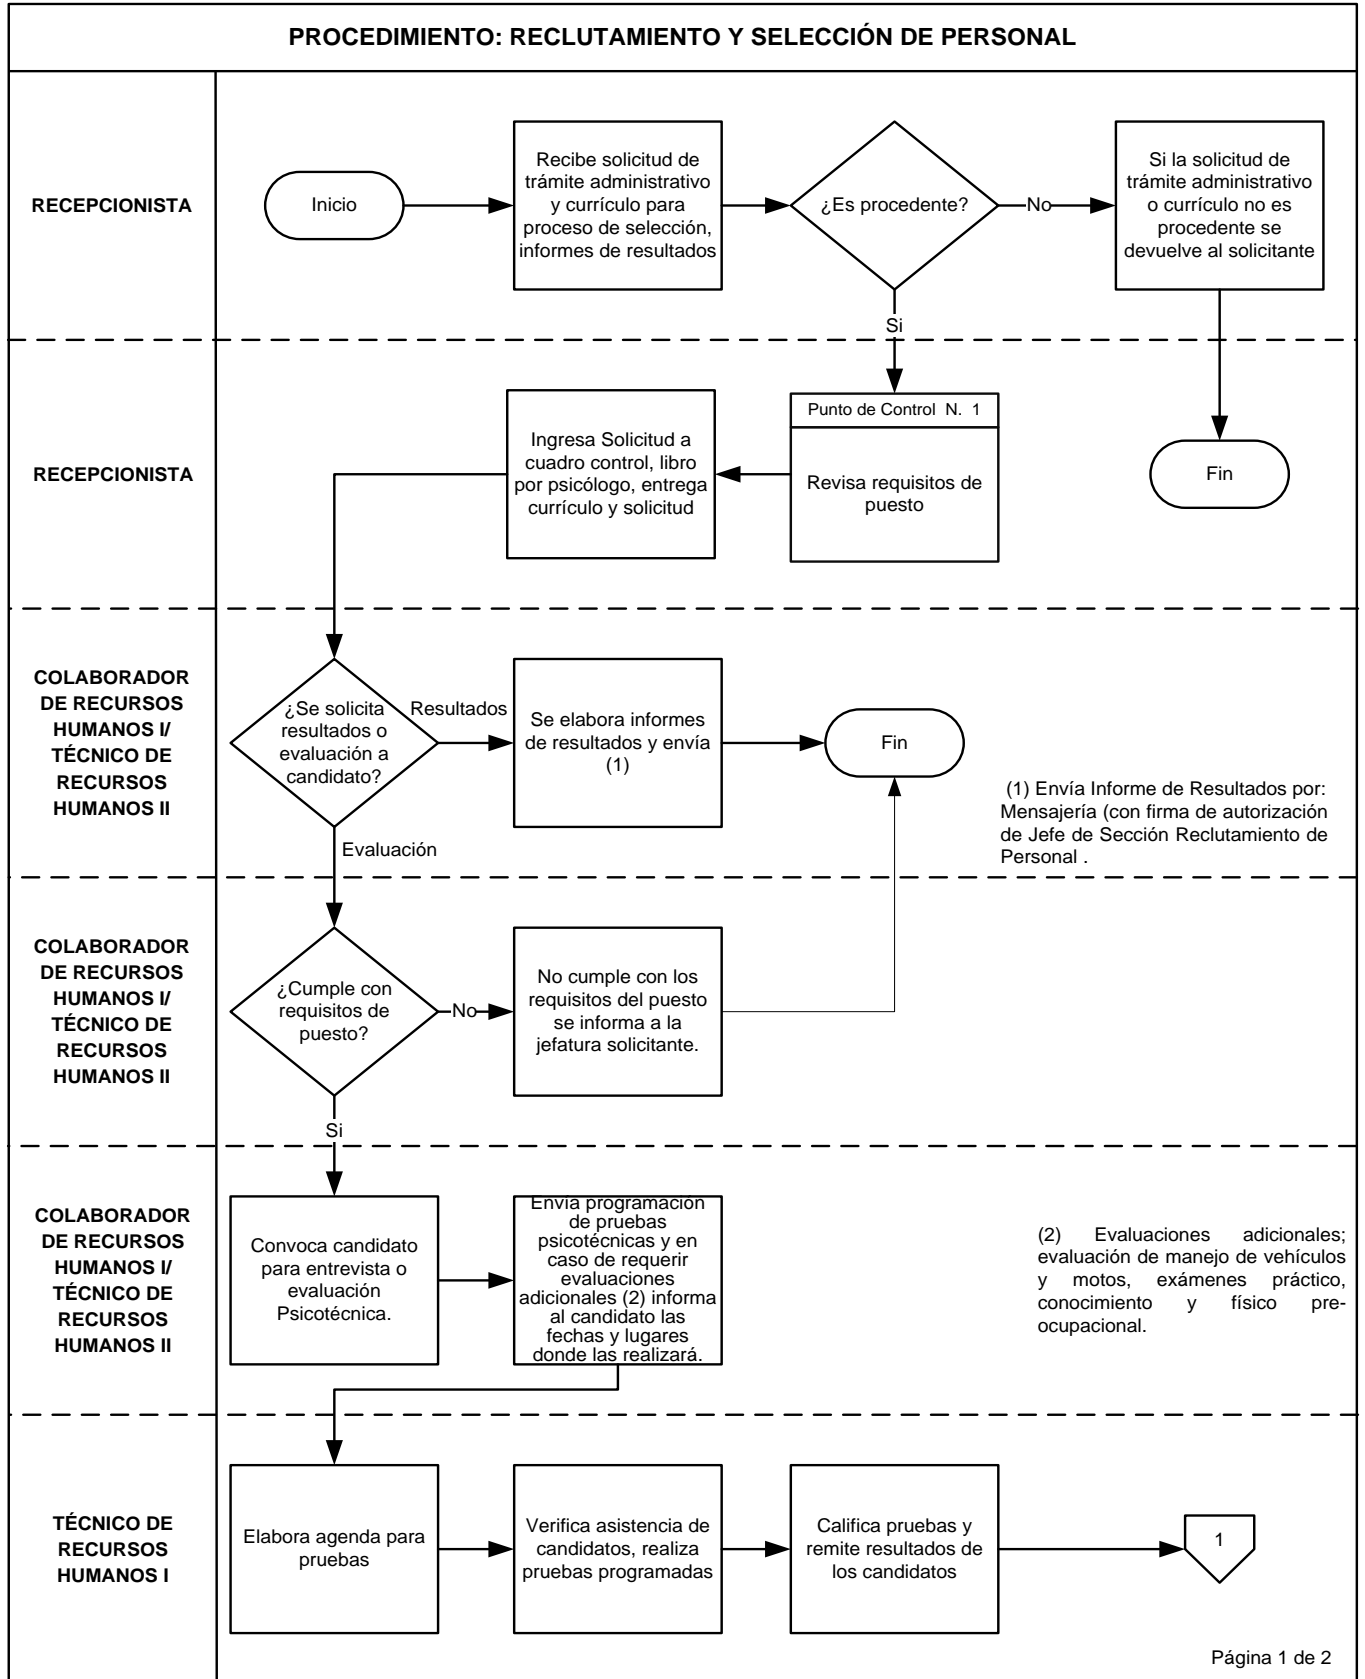 PROCEDIMIENTO: RECLUTAMIENTO Y SELECCIÓN DE PERSONAL
RECEPCIONISTA
Inicio
Recibe solicitud de
trámite administrativo
y currículo para
proceso de selección,
informes de resultados
¿Es procedente?
No
Si la solicitud de
trámite administrativo
o currículo no es
procedente se
devuelve al solicitante
Si
RECEPCIONISTA
Ingresa Solicitud a
cuadro control, libro
por psicólogo, entrega
currículo y solicitud
Punto de Control N. 1
Revisa requisitos de
puesto
Fin
COLABORADOR
DE RECURSOS
HUMANOS I/
TÉCNICO DE
RECURSOS
HUMANOS II
¿Se solicita
resultados o
evaluación a
candidato?
Resultados
Se elabora informes
de resultados y envía
(1)
Fin
(1) Envía Informe de Resultados por:
Mensajería (con firma de autorización
de Jefe de Sección Reclutamiento de
Personal .
Evaluación
COLABORADOR
DE RECURSOS
HUMANOS I/
TÉCNICO DE
RECURSOS
HUMANOS II
¿Cumple con
requisitos de
puesto?
No
No cumple con los
requisitos del puesto
se informa a la
jefatura solicitante.
Si
COLABORADOR
DE RECURSOS
HUMANOS I/
TÉCNICO DE
RECURSOS
HUMANOS II
Convoca candidato
para entrevista o
evaluación
Psicotécnica.
Envía programación
de pruebas
psicotécnicas y en
caso de requerir
evaluaciones
adicionales (2) informa
al candidato las
fechas y lugares
donde las realizará.
(2) Evaluaciones adicionales;
evaluación de manejo de vehículos
y motos, exámenes práctico,
conocimiento y físico pre-
ocupacional.
TÉCNICO DE
RECURSOS
HUMANOS I
Elabora agenda para
pruebas
Verifica asistencia de
candidatos, realiza
pruebas programadas
Califica pruebas y
remite resultados de
los candidatos
1
Página 1 de 2